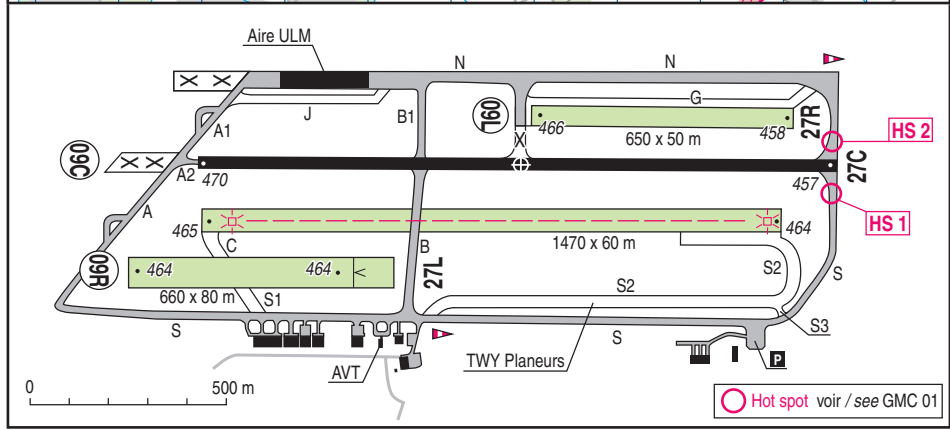 Aire ULM
N
N
X X
J
A1
B1
09L
X
466
G
458
650 x 50 m
27R
HS 2
09C
X X
A2
470
457
27C
HS 1
A
465
C
B
1470 x 60 m
464
09R
464
464
27L
660 x 80 m
S1
S2
S2
S
S
S
S3
AVT
TWY Planeurs
P
0
500 m
Hot spot voir / see GMC 01